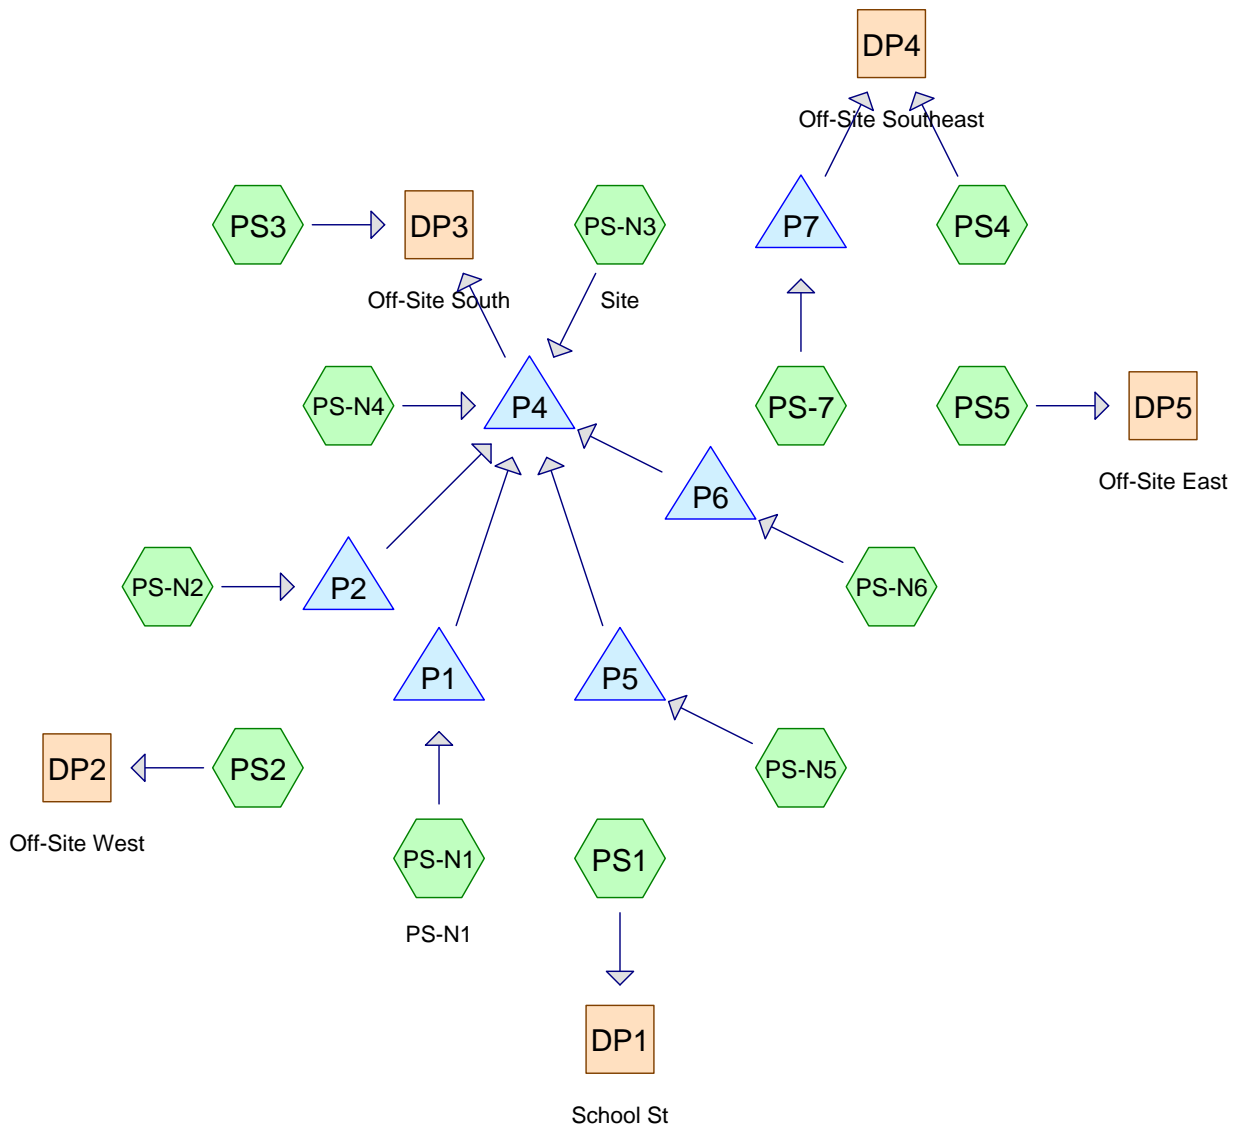 DP4
Off-Site Southeast
PS3
DP3
PS-N3
P7
PS4
Off-Site South
Site
PS-N4
P4
PS-7
PS5
DP5
Off-Site East
P6
PS-N2
P2
PS-N6
P1
P5
DP2
PS2
PS-N5
Off-Site West
PS-N1
PS1
PS-N1
DP1
School St